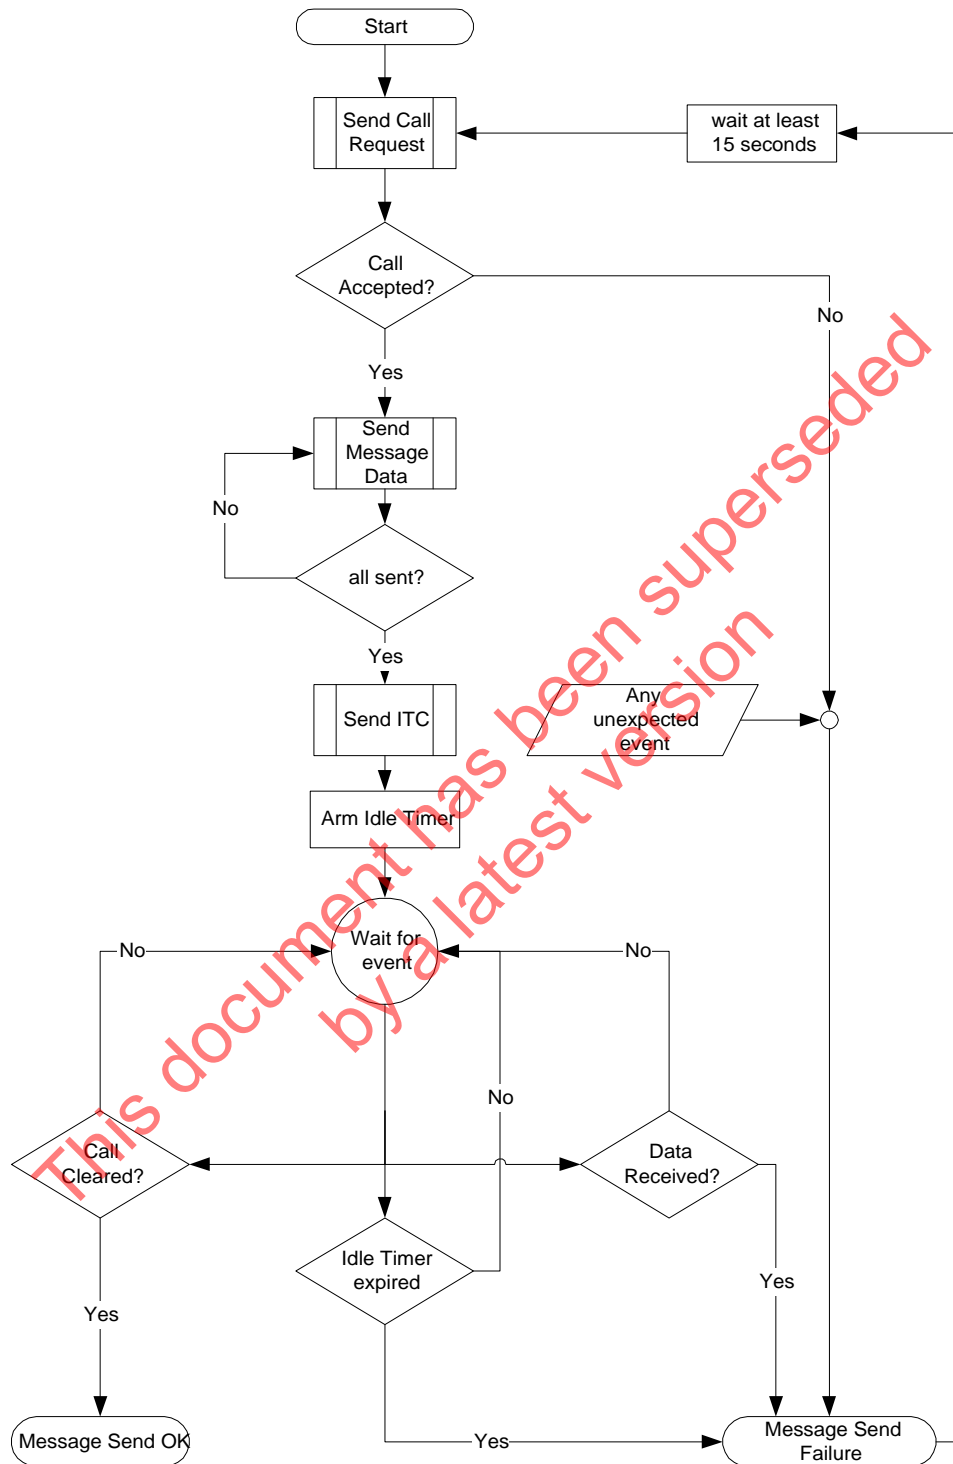 Start
Send Call
Request
wait at least
15 seconds
Call
Accepted?
No
Yes
Send
Message
Data
No
all sent?
Yes
Send ITC
Any
unexpected
event
Arm Idle Timer
Wait for
event
No
No
No
Call
Cleared?
Data
Received?
Idle Timer
expired
Yes
Yes
Yes
Message Send OK
Message Send
Failure
This document has been superseded
by a latest version